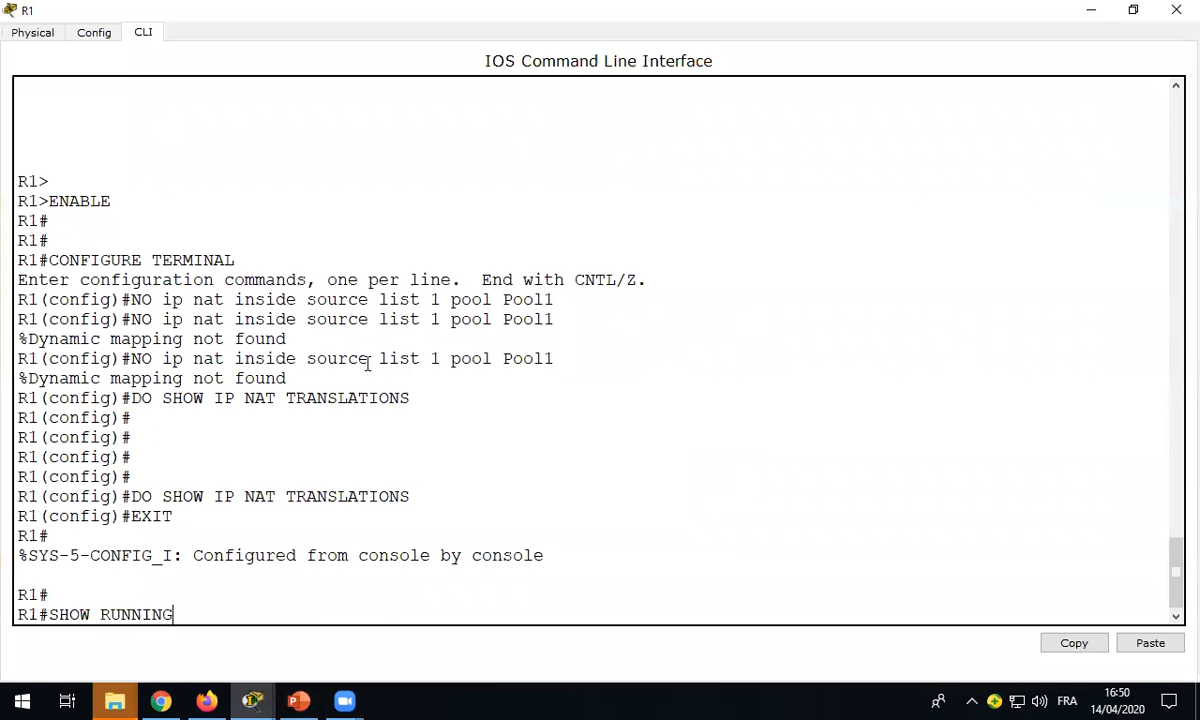 R1
Physical Config CLI
IOS Command Line Interface
R1>
R1>ENABLE
R1#
R1#
R1#CONFIGURE TERMINAL
Enter configuration commands, one per line.  End with CNTL/Z.
R1(config)#NO ip nat inside source list 1 pool Pool1
R1(config)#NO ip nat inside source list 1 pool Pool1
%Dynamic mapping not found
R1(config)#NO ip nat inside source list 1 pool Pool1
%Dynamic mapping not found
R1(config)#DO SHOW IP NAT TRANSLATIONS
R1(config)#
R1(config)#
R1(config)#
R1(config)#
R1(config)#DO SHOW IP NAT TRANSLATIONS
R1(config)#EXIT
R1#
%SYS-5-CONFIG_I: Configured from console by console
R1#
R1#SHOW RUNNING
Copy Paste
FRA
16:50
14/04/2020